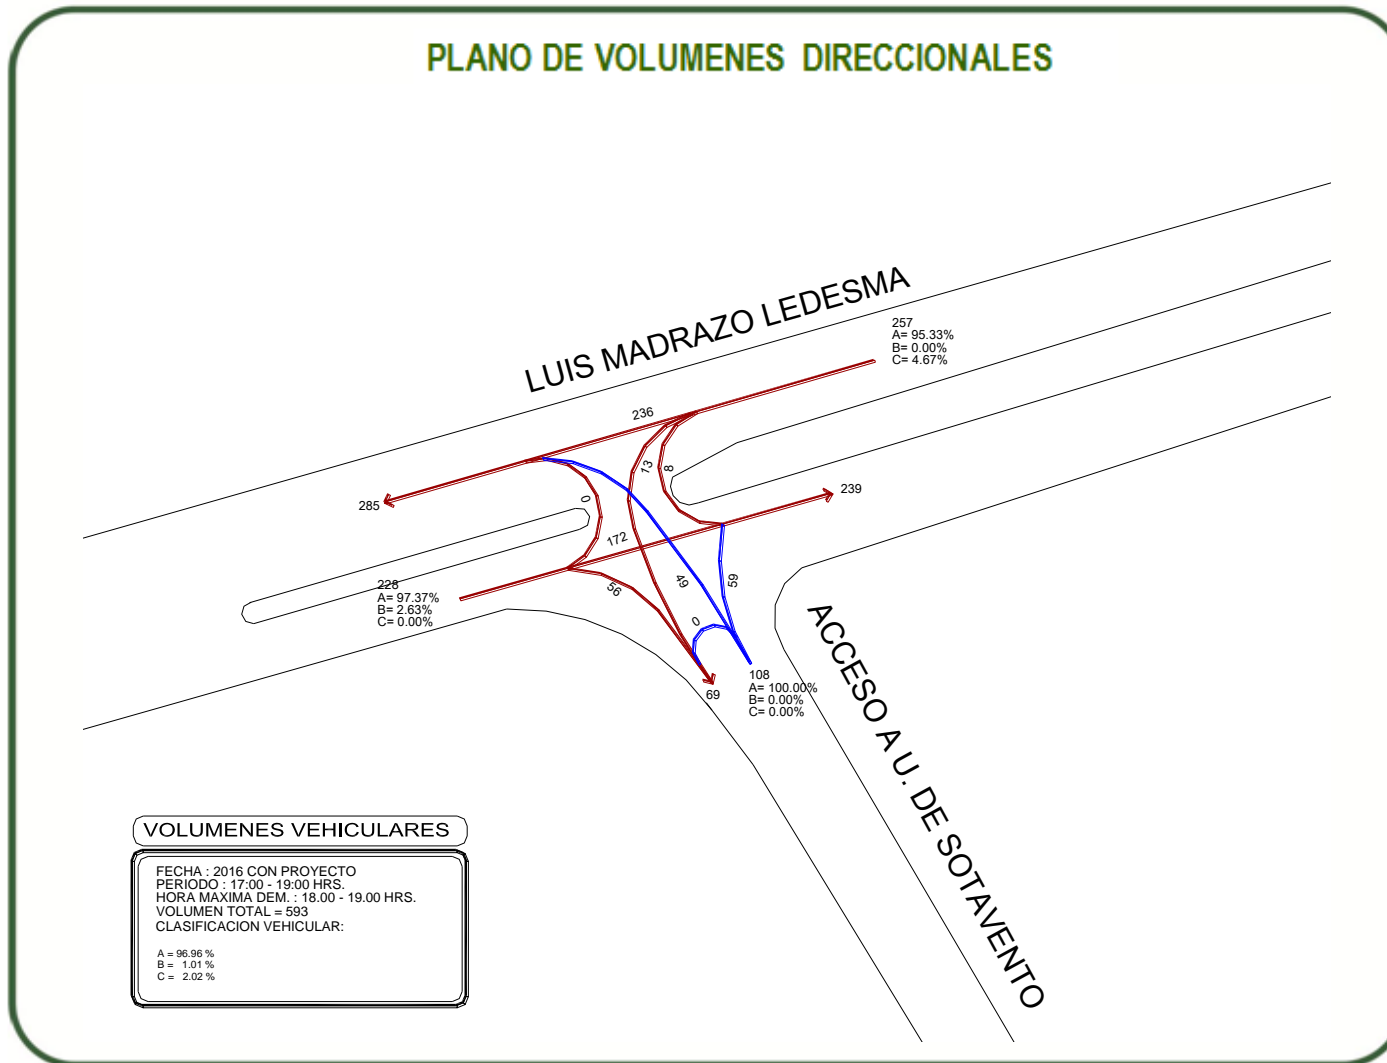 PLANO DE VOLUMENES DIRECCIONALES
LUIS MADRAZO LEDESMA
257
A= 95.33%
B= 0.00%
C= 4.67%
236
13
8
285
0
239
172
228
A= 97.37%
B= 2.63%
C= 0.00%
56
49
59
0
69
108
A= 100.00%
B= 0.00%
C= 0.00%
ACCESO A U. DE SOTAVENTO
VOLUMENES VEHICULARES
FECHA : 2016 CON PROYECTO
PERIODO : 17:00 - 19:00 HRS.
HORA MAXIMA DEM. : 18.00 - 19.00 HRS.
VOLUMEN TOTAL = 593
CLASIFICACION VEHICULAR:
A = 96.96 %
B = 1.01 %
C = 2.02 %